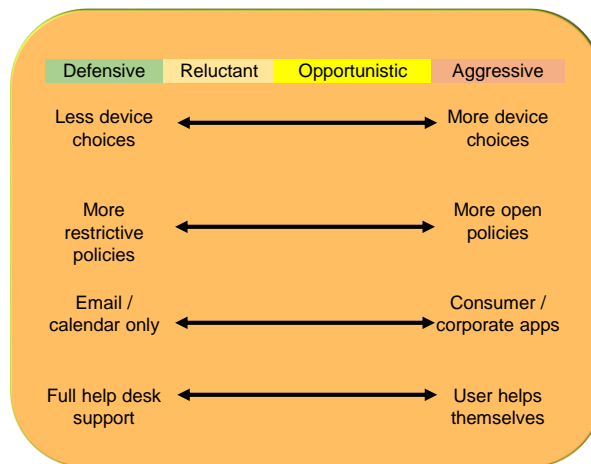 Defensive Reluctant Opportunistic Aggressive
Less device
choices
More device
choices
More
restrictive
policies
More open
policies
Email /
calendar only
Consumer /
corporate apps
Full help desk
support
User helps
themselves